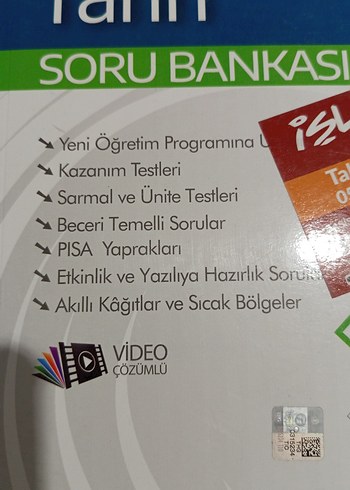 Tarih
SORU BANKASI
Yeni Öğretim Programına
Kazanım Testleri
Sarmal ve Ünite Testleri
Beceri Temelli Sorular
PISA Yaprakları
Etkinlik ve Yazılıya Hazırlık
Akıllı Kâğıtlar ve Sıcak Bölgeler
VİDEO
ÇÖZÜMLÜ